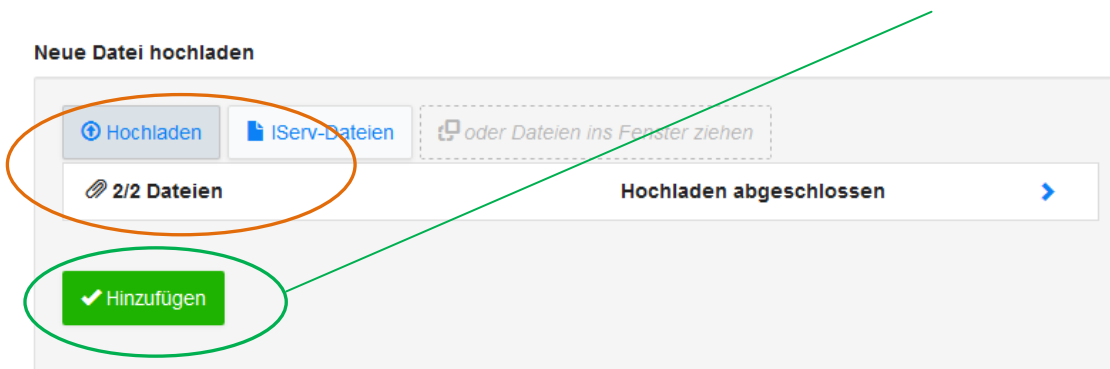 Neue Datei hochladen
Hochladen IServ-Dateien oder Dateien ins Fenster ziehen
2/2 Dateien Hochladen abgeschlossen
Hinzufügen